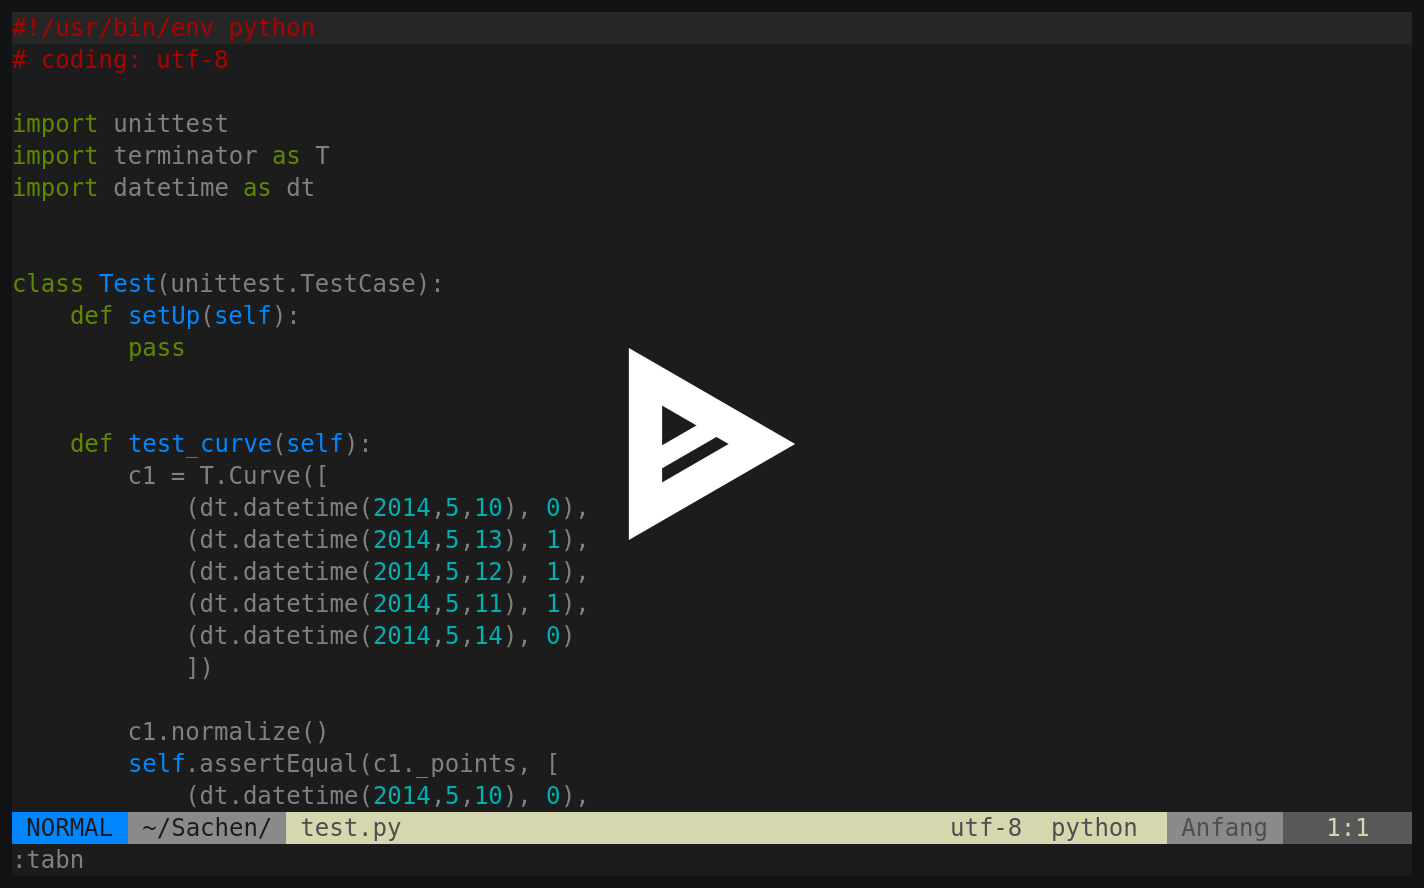 #!/usr/bin/env python
# coding: utf-8
import unittest
import terminator as T
import datetime as dt
class Test(unittest.TestCase):
    def setUp(self):
        pass
    def test_curve(self):
        c1 = T.Curve([
            (dt.datetime(2014,5,10), 0),
            (dt.datetime(2014,5,13), 1),
            (dt.datetime(2014,5,12), 1),
            (dt.datetime(2014,5,11), 1),
            (dt.datetime(2014,5,14), 0)
            ])
        c1.normalize()
        self.assertEqual(c1._points, [
            (dt.datetime(2014,5,10), 0),
NORMAL ~/Sachen/ test.py utf-8 python Anfang 1:1
:tabn